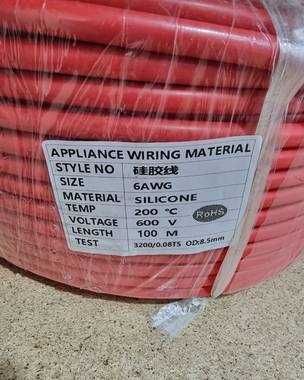 APPLIANCE WIRING MATERIAL
STYLE NO 硅胶线
SIZE 6AWG
MATERIAL SILICONE
TEMP 200 ℃
VOLTAGE 600 V
LENGTH 100 M
TEST 3200/0.08TS OD:8.5mm
RoHS